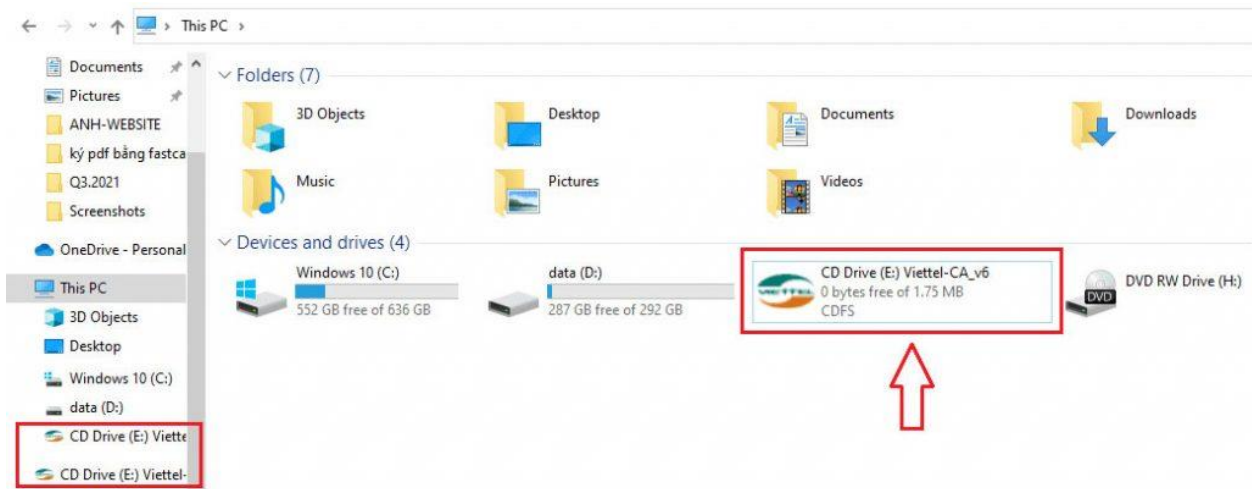 This PC
Documents
Pictures
ANH-WEBSITE
ký pdf bằng fastca
Q3.2021
Screenshots
OneDrive - Personal
This PC
3D Objects
Desktop
Windows 10 (C:)
data (D:)
CD Drive (E:) Viette
CD Drive (E:) Viettel-
Folders (7)
3D Objects
Desktop
Documents
Downloads
Music
Pictures
Videos
Devices and drives (4)
Windows 10 (C:)
552 GB free of 636 GB
data (D:)
287 GB free of 292 GB
VIETTEL
CD Drive (E:) Viettel-CA_v6
0 bytes free of 1.75 MB
CDFS
DVD
DVD RW Drive (H:)